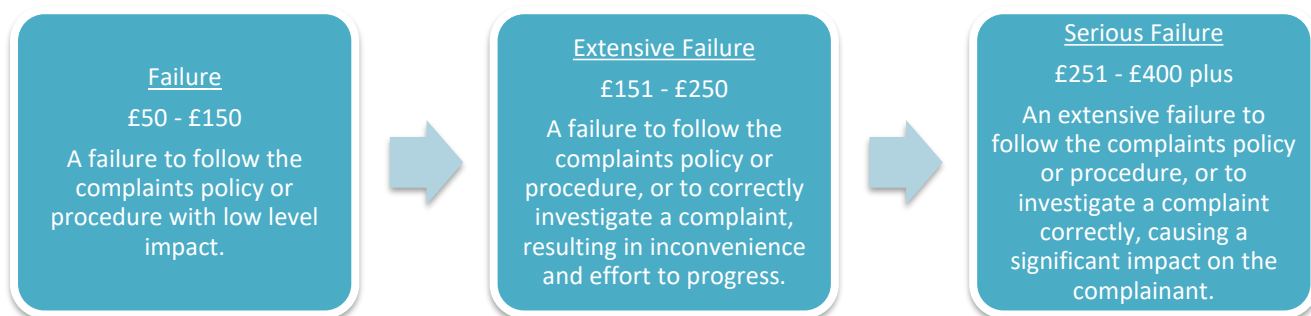 Failure
£50 - £150
A failure to follow the
complaints policy or
procedure with low level
impact.
Extensive Failure
£151 - £250
A failure to follow the
complaints policy or
procedure, or to correctly
investigate a complaint,
resulting in inconvenience
and effort to progress.
Serious Failure
£251 - £400 plus
An extensive failure to
follow the complaints policy
or procedure, or to
investigate a complaint
correctly, causing a
significant impact on the
complainant.